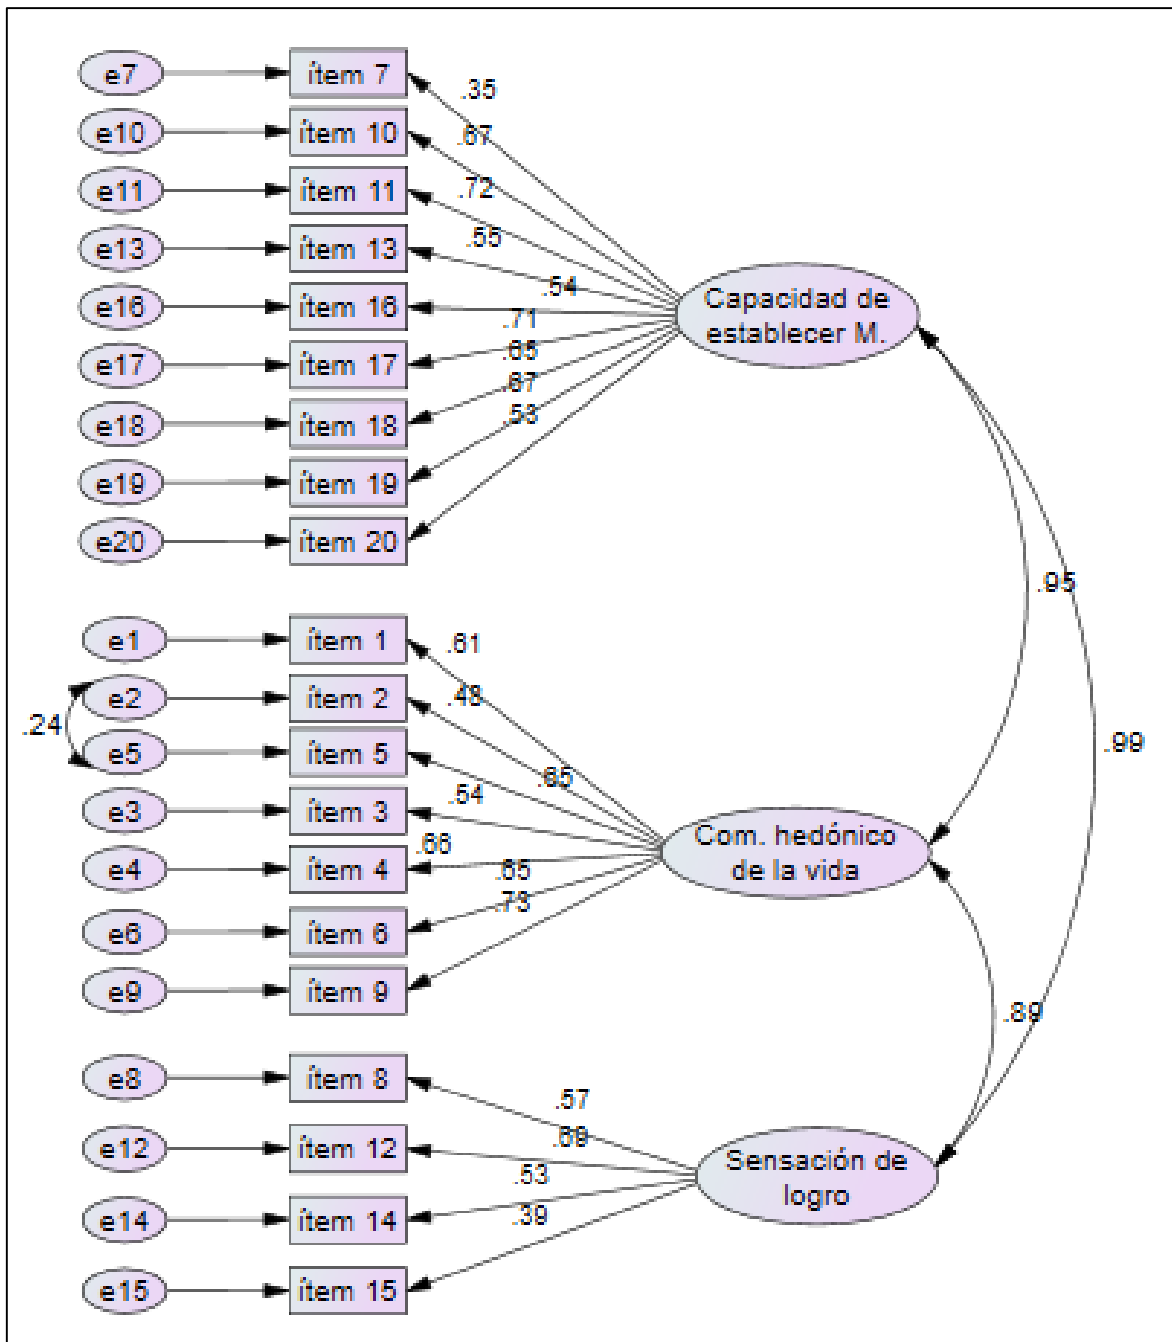 e7
ítem 7
.35
e10
ítem 10
.67
e11
ítem 11
.72
e13
ítem 13
.55
e16
ítem 16
.54
e17
ítem 17
.71
e18
ítem 18
.65
e19
ítem 19
.67
e20
ítem 20
.53
Capacidad de
establecer M.
e1
ítem 1
.61
e2
ítem 2
.48
.24
e5
ítem 5
.65
e3
ítem 3
.54
e4
ítem 4
.66
e6
ítem 6
.65
e9
ítem 9
.73
Com. hedónico
de la vida
.95
.99
.89
e8
ítem 8
.57
e12
ítem 12
.69
e14
ítem 14
.53
e15
ítem 15
.39
Sensación de
logro